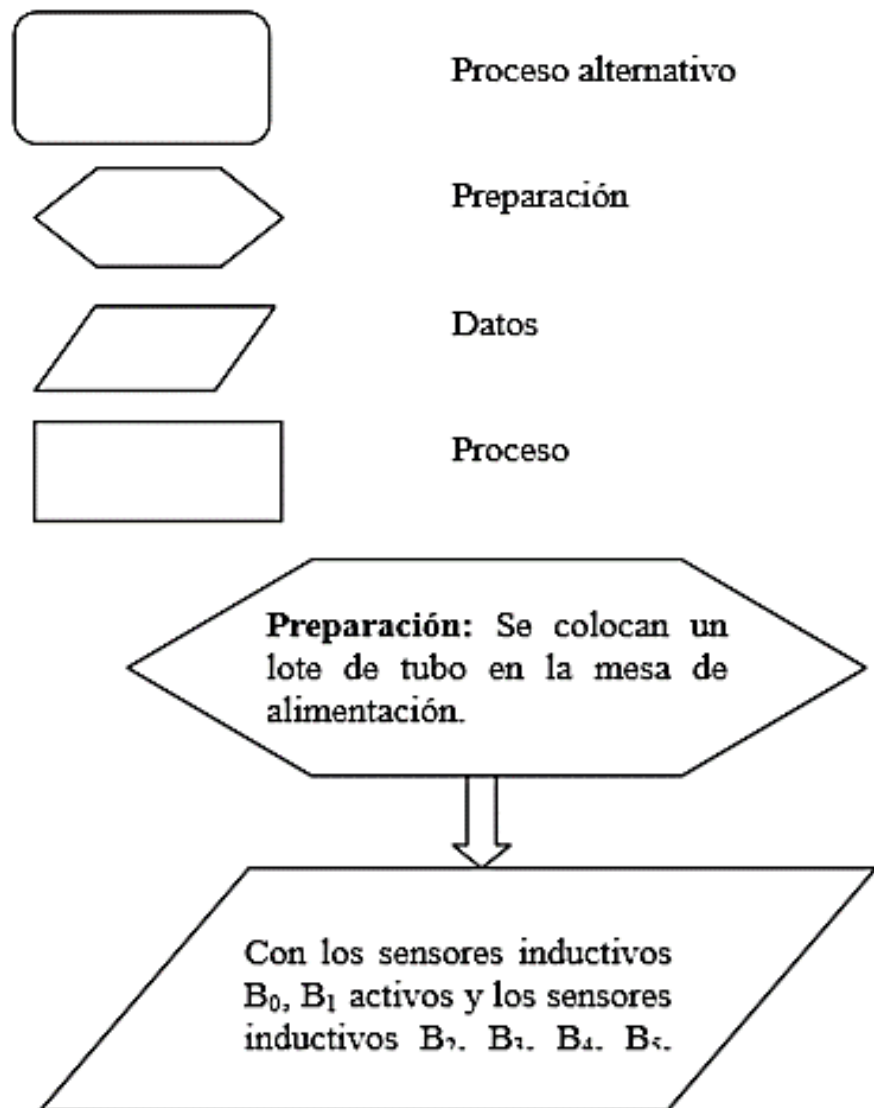 Proceso alternativo
Preparación
Datos
Proceso
Preparación: Se colocan un
lote de tubo en la mesa de
alimentación.
Con los sensores inductivos
B₀, B₁ activos y los sensores
inductivos B₂, B₃, B₄, B₅,